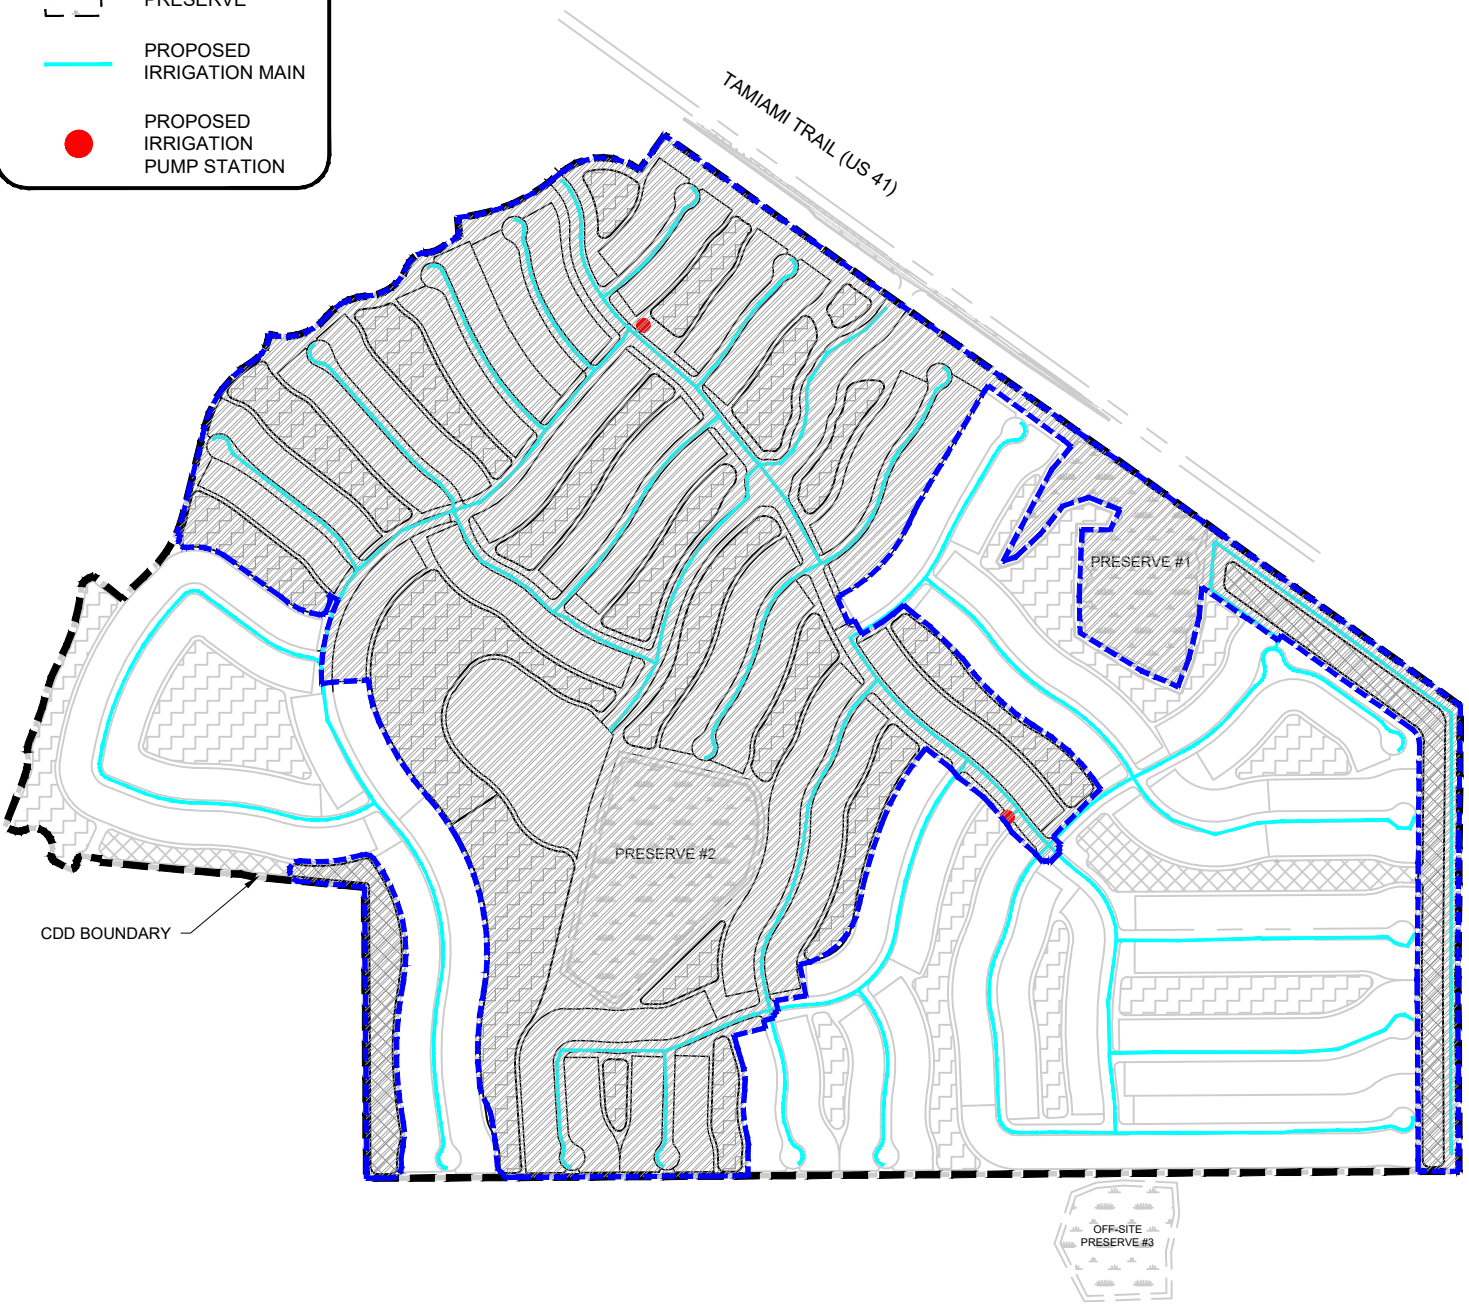 PRESERVE
PROPOSED
IRRIGATION MAIN
PROPOSED
IRRIGATION
PUMP STATION
TAMIAMI TRAIL (US 41)
PRESERVE #1
PRESERVE #2
CDD BOUNDARY
OFF-SITE
PRESERVE #3